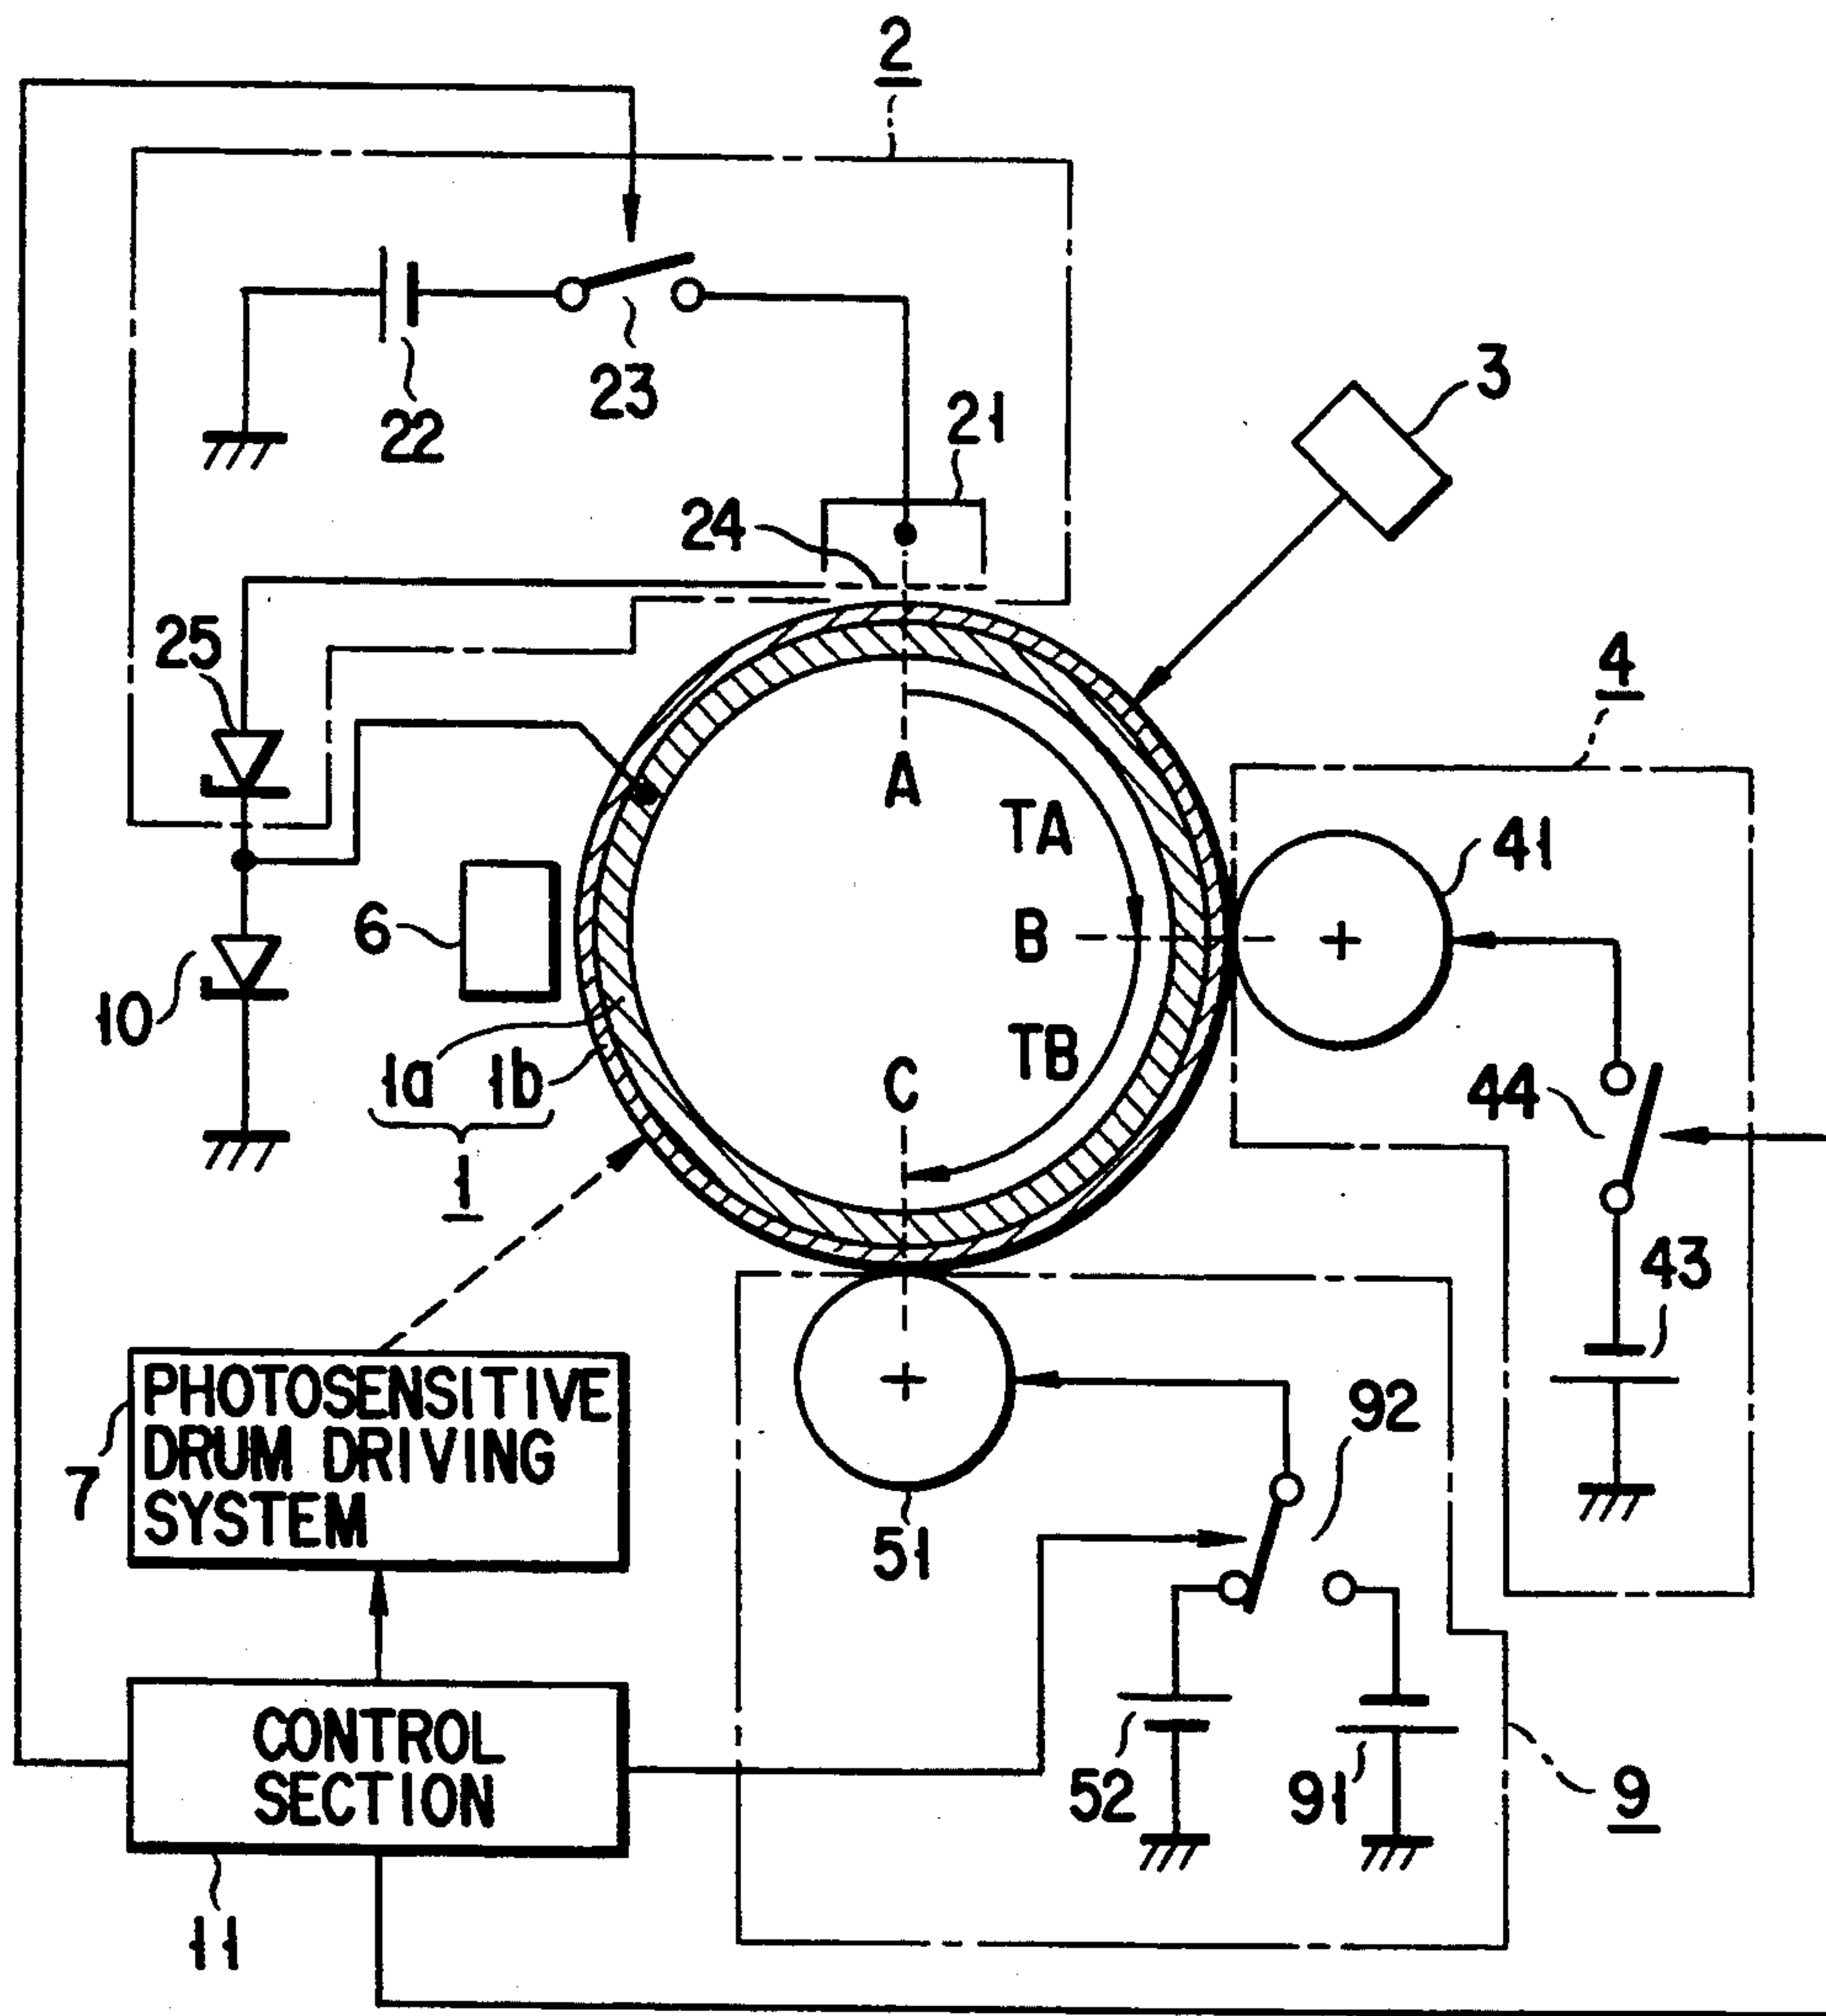 2
3
23
22
21
24
25
4
A
TA
41
B
6
10
TB
1a 1b
C
44
1
43
PHOTOSENSITIVE
DRUM DRIVING
SYSTEM
7
92
51
CONTROL
SECTION
52
91
9
11